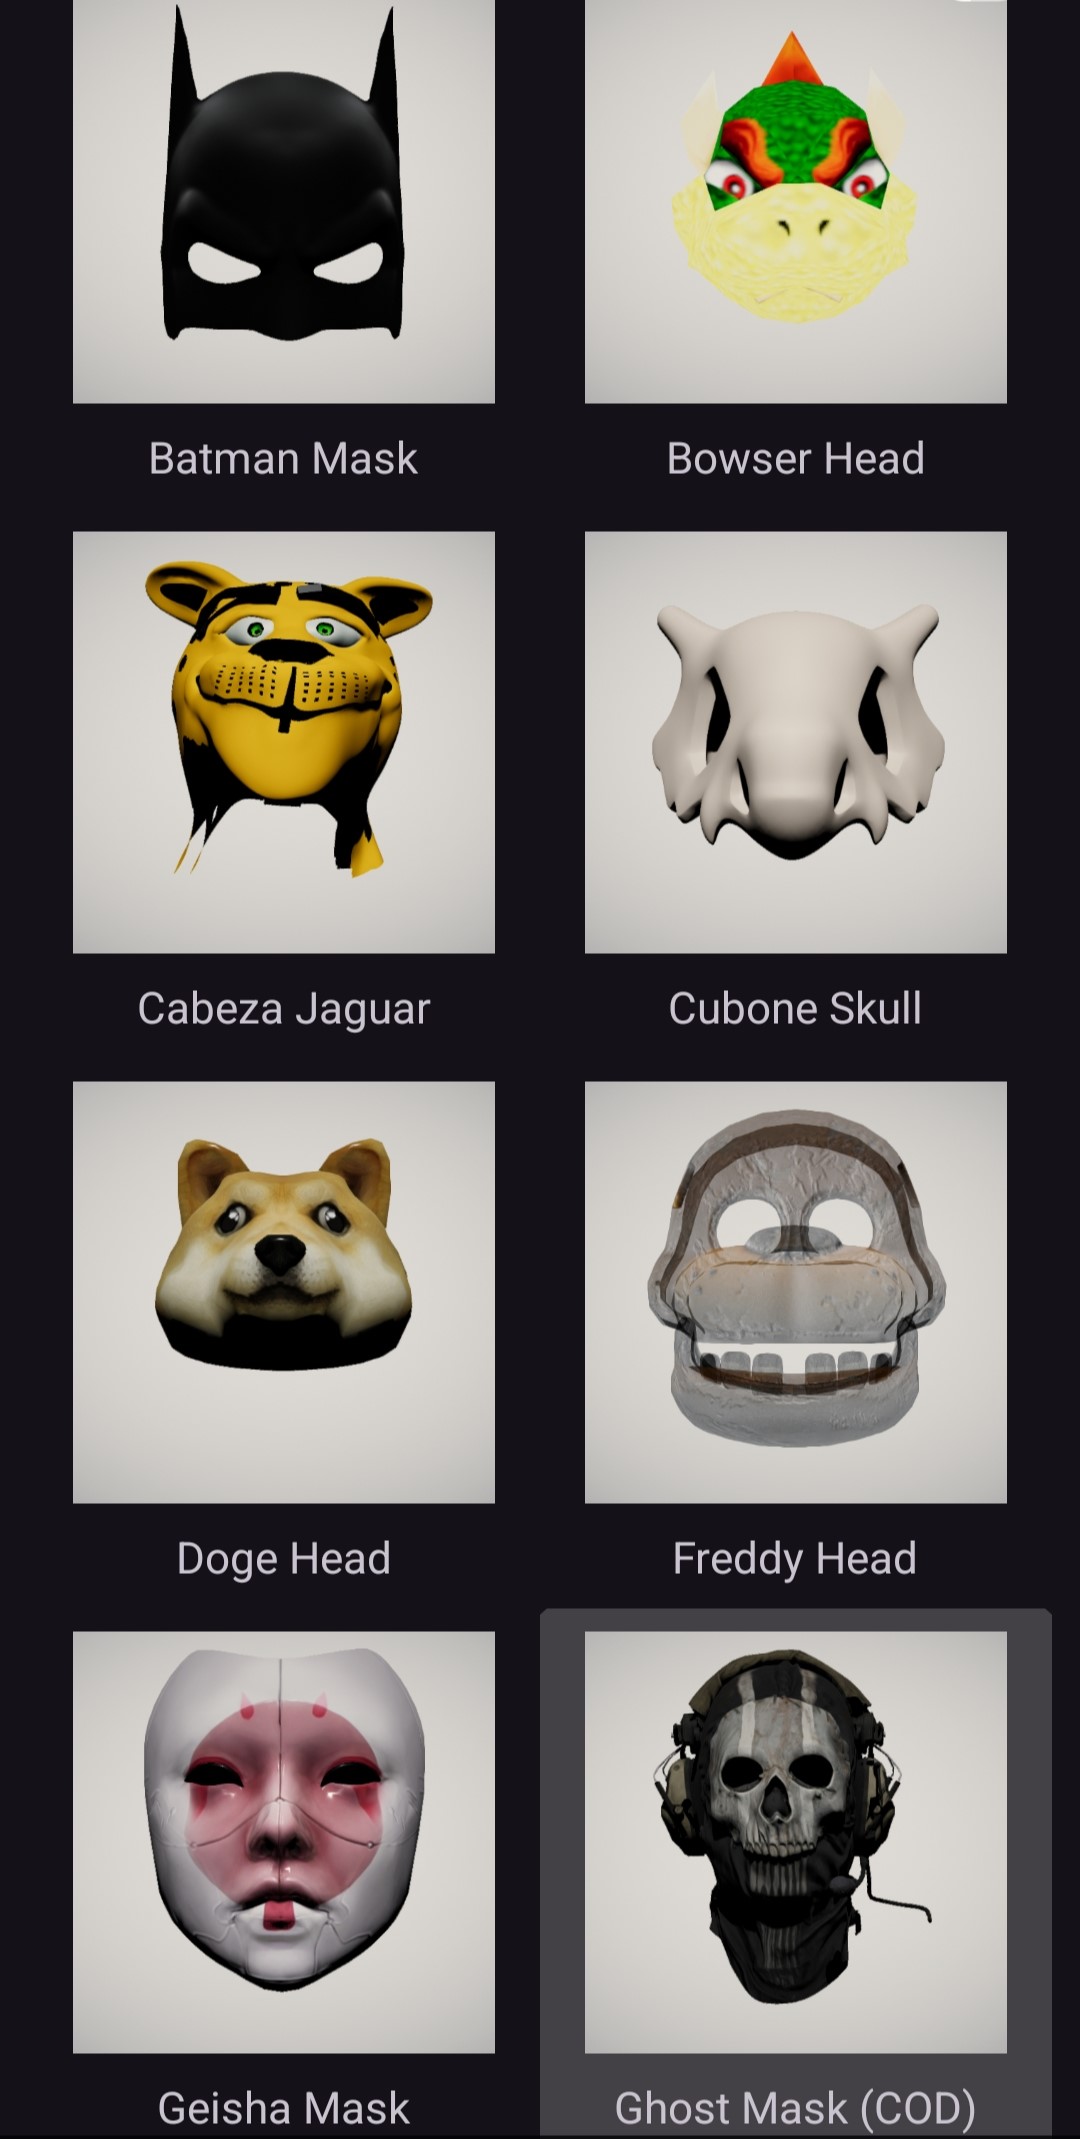 Batman Mask
Bowser Head
Cabeza Jaguar
Cubone Skull
Doge Head
Freddy Head
Geisha Mask
Ghost Mask (COD)